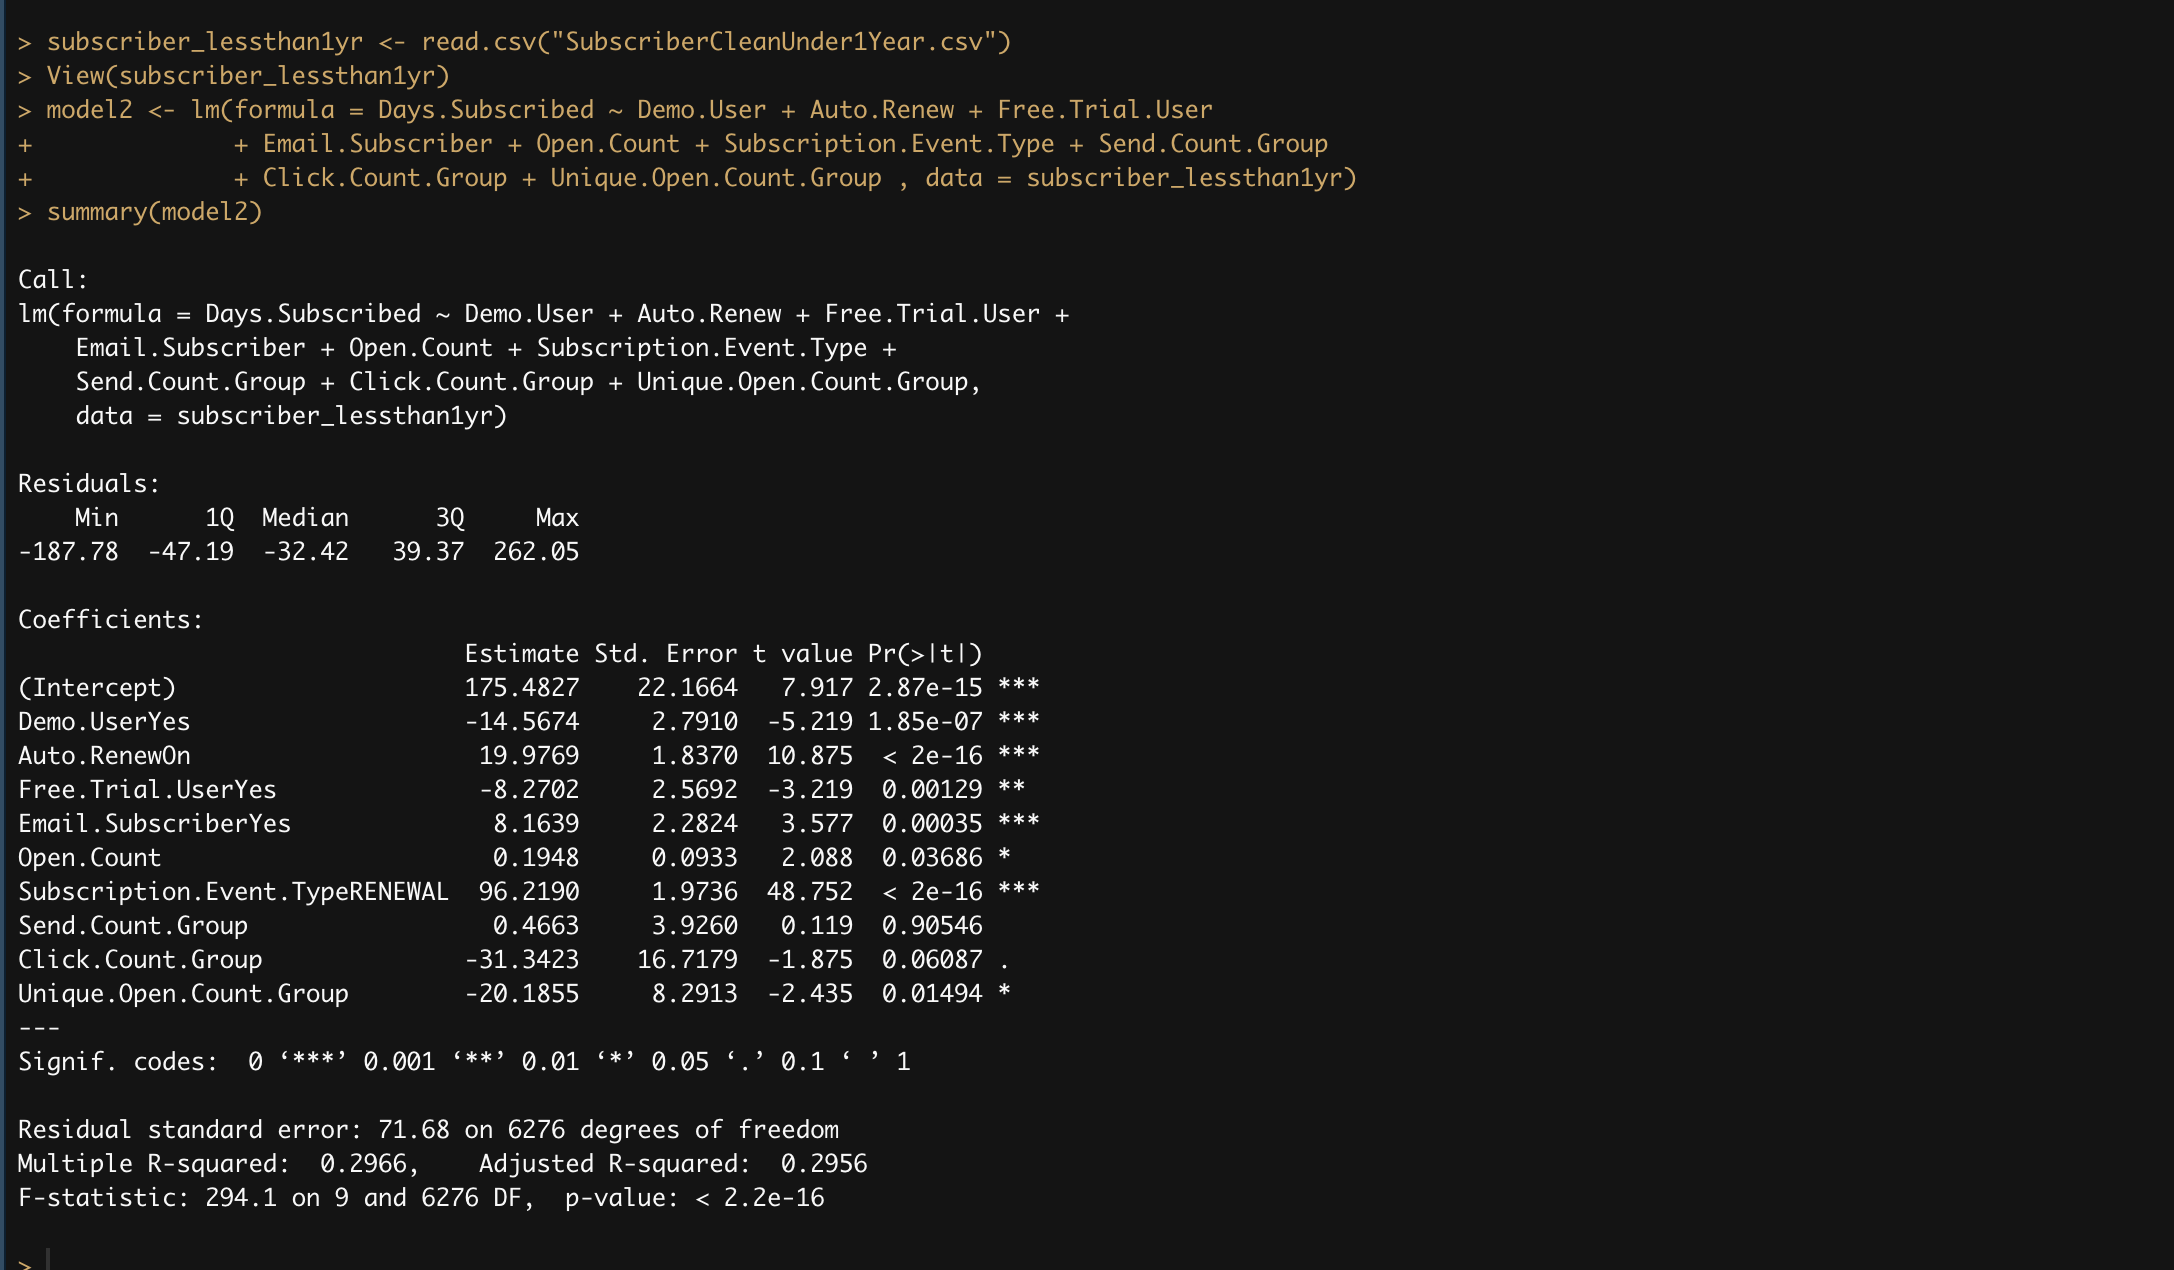 > subscriber_lessthan1yr <- read.csv("SubscriberCleanUnder1Year.csv")
> View(subscriber_lessthan1yr)
> model2 <- lm(formula = Days.Subscribed ~ Demo.User + Auto.Renew + Free.Trial.User
+              + Email.Subscriber + Open.Count + Subscription.Event.Type + Send.Count.Group
+              + Click.Count.Group + Unique.Open.Count.Group , data = subscriber_lessthan1yr)
> summary(model2)

Call:
lm(formula = Days.Subscribed ~ Demo.User + Auto.Renew + Free.Trial.User +
    Email.Subscriber + Open.Count + Subscription.Event.Type +
    Send.Count.Group + Click.Count.Group + Unique.Open.Count.Group,
    data = subscriber_lessthan1yr)

Residuals:
    Min      1Q  Median      3Q     Max
-187.78  -47.19  -32.42   39.37  262.05

Coefficients:
                               Estimate Std. Error t value Pr(>|t|)
(Intercept)                    175.4827    22.1664   7.917 2.87e-15 ***
Demo.UserYes                   -14.5674     2.7910  -5.219 1.85e-07 ***
Auto.RenewOn                    19.9769     1.8370  10.875  < 2e-16 ***
Free.Trial.UserYes              -8.2702     2.5692  -3.219  0.00129 **
Email.SubscriberYes              8.1639     2.2824   3.577  0.00035 ***
Open.Count                       0.1948     0.0933   2.088  0.03686 *
Subscription.Event.TypeRENEWAL  96.2190     1.9736  48.752  < 2e-16 ***
Send.Count.Group                 0.4663     3.9260   0.119  0.90546
Click.Count.Group              -31.3423    16.7179  -1.875  0.06087 .
Unique.Open.Count.Group        -20.1855     8.2913  -2.435  0.01494 *
---
Signif. codes:  0 ‘***’ 0.001 ‘**’ 0.01 ‘*’ 0.05 ‘.’ 0.1 ‘ ’ 1

Residual standard error: 71.68 on 6276 degrees of freedom
Multiple R-squared:  0.2966,    Adjusted R-squared:  0.2956
F-statistic: 294.1 on 9 and 6276 DF,  p-value: < 2.2e-16

>